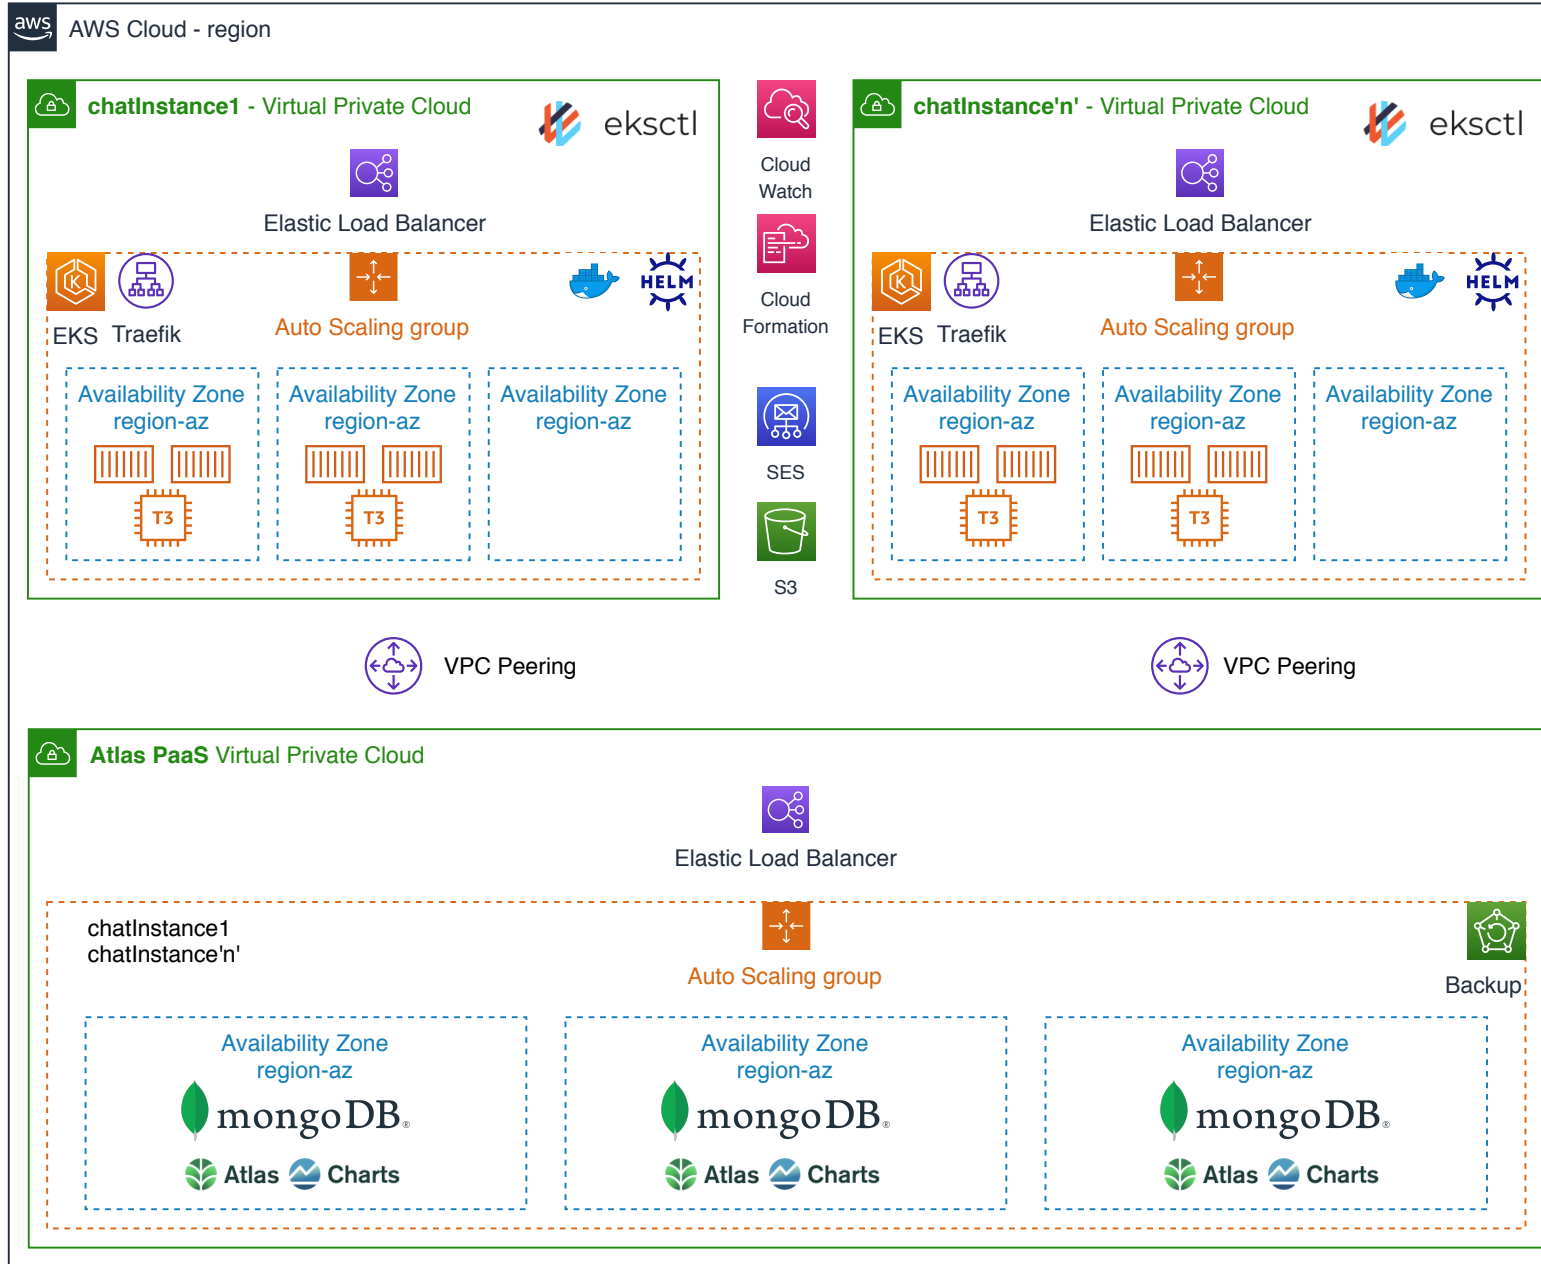 aws
AWS Cloud - region
chatInstance1 - Virtual Private Cloud
eksctl
Elastic Load Balancer
K
HELM
EKS
Traefik
Auto Scaling group
Availability Zone
region-az
T3
Availability Zone
region-az
T3
Availability Zone
region-az
Cloud
Watch
Cloud
Formation
SES
S3
chatInstance'n' - Virtual Private Cloud
eksctl
Elastic Load Balancer
K
HELM
EKS
Traefik
Auto Scaling group
Availability Zone
region-az
T3
Availability Zone
region-az
T3
Availability Zone
region-az
VPC Peering
VPC Peering
Atlas PaaS Virtual Private Cloud
Elastic Load Balancer
chatInstance1
chatInstance'n'
Auto Scaling group
Backup
Availability Zone
region-az
mongoDB®
Atlas Charts
Availability Zone
region-az
mongoDB®
Atlas Charts
Availability Zone
region-az
mongoDB®
Atlas Charts